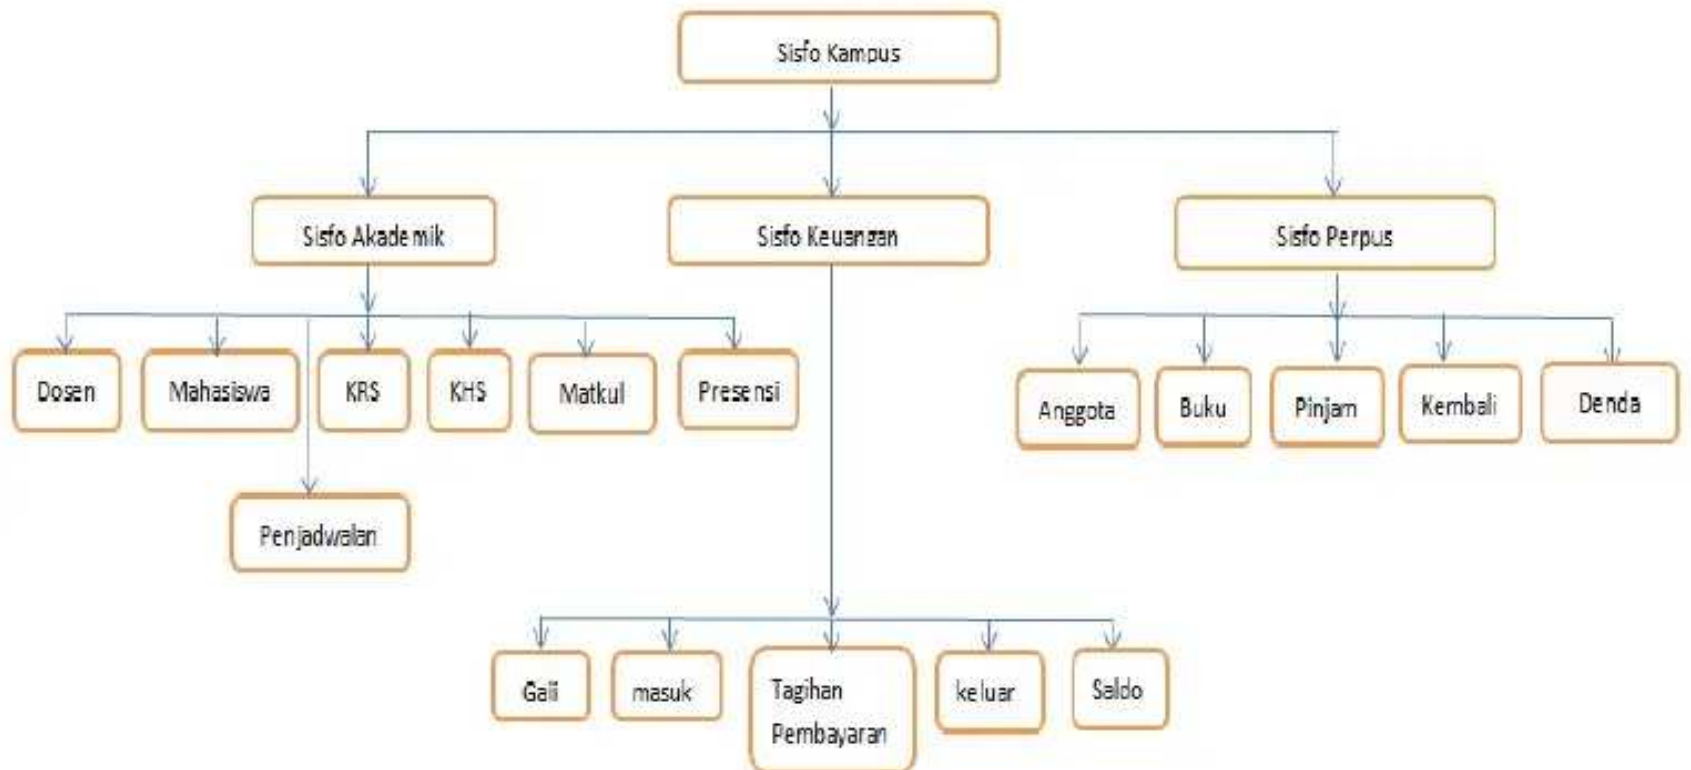 Sisfo Kampus
Sisfo Akademik
Sisfo Keuangan
Sisfo Perpus
Dosen
Mahasiswa
KRS
KHS
Matkul
Presensi
Anggota
Buku
Pinjam
Kembali
Denda
Penjadwalan
Gaii
masuk
Tagihan
Pembayaran
keluar
Saldo